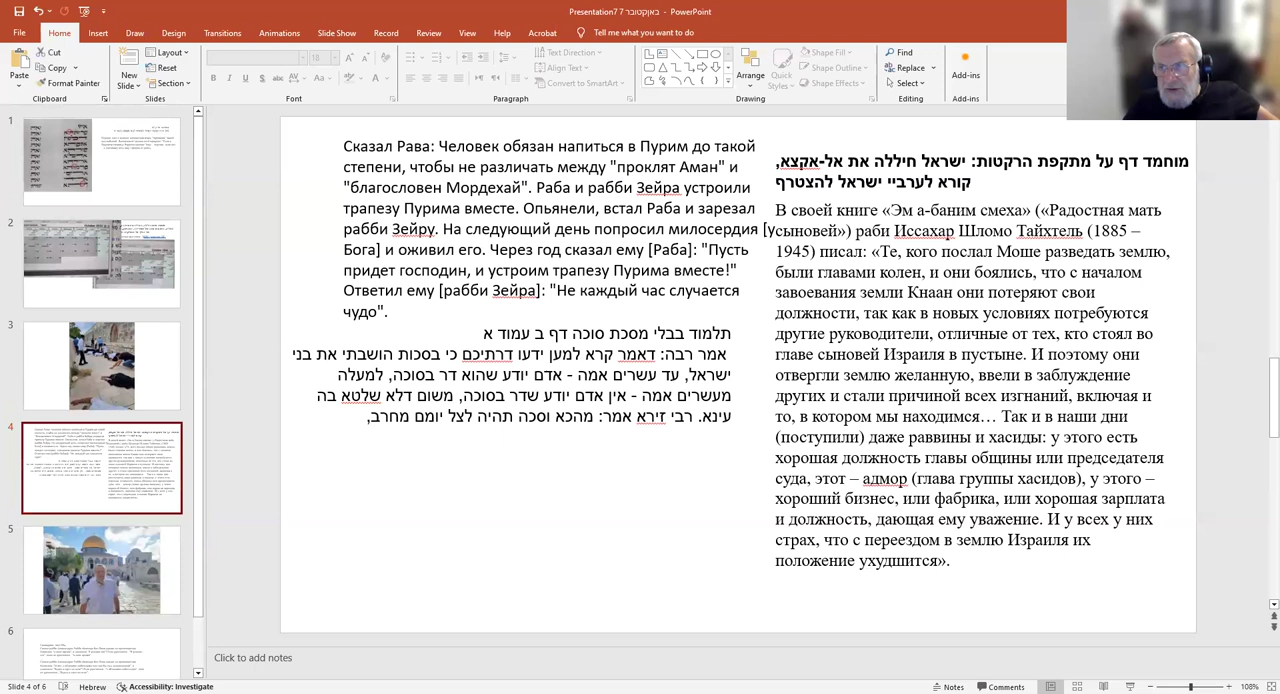 באןקטובר 7 Presentation7 - PowerPoint
File Home Insert Draw Design Transitions Animations Slide Show Record Review View Help Acrobat Tell me what you want to do
Paste
Cut
Copy
Format Painter
Clipboard
New Slide
Layout
Reset
Section
Slides
18
Font
Paragraph
Text Direction
Align Text
Convert to SmartArt
Arrange
Quick Styles
Shape Fill
Shape Outline
Shape Effects
Drawing
Find
Replace
Select
Editing
Add-ins
Add-ins
1
2
3
4
5
6
Сказал Рава: Человек обязан напиться в Пурим до такой
степени, чтобы не различать между "проклят Аман" и
"благословен Мордехай". Раба и рабби Зейра устроили
трапезу Пурима вместе. Опьянели, встал Раба и зарезал
рабби Зейру. На следующий день попросил милосердия [у
Бога] и оживил его. Через год сказал ему [Раба]: "Пусть
придет господин, и устроим трапезу Пурима вместе!"
Ответил ему [рабби Зейра]: "Не каждый час случается
чудо".
תלמוד בבלי מסכת סוכה דף ב עמוד א
אמר רבה: דאמר קרא למען ידעו דרתיכם כי בסכות הושבתי את בני
ישראל, עד עשרים אמה - אדם יודע שהוא דר בסוכה, למעלה
מעשרים אמה - אין אדם יודע שדר בסוכה, משום דלא שלטא בה
עינא. רבי זירא אמר: מהכא וסכה תהיה לצל יומם מחרב,
מוחמד דף על מתקפת הרקטות: ישראל חיללה את אל-אקצא,
קורא לערביי ישראל להצטרף
В своей книге «Эм а-баним смеха» («Радостная мать
сыновей») раби Иссахар Шломо Тайхтель (1885 –
1945) писал: «Те, кого послал Моше разведать землю,
были главами колен, и они боялись, что с началом
завоевания земли Кнаан они потеряют свои
должности, так как в новых условиях потребуются
другие руководители, отличные от тех, кто стоял во
главе сыновей Израиля в пустыне. И поэтому они
отвергли землю желанную, ввели в заблуждение
других и стали причиной всех изгнаний, включая и
то, в котором мы находимся… Так и в наши дни
даже раввины и хасиды: у этого есть
хорошая должность главы общины или председателя
суда, этот – адмор (глава группы хасидов), у этого –
хороший бизнес, или фабрика, или хорошая зарплата
и должность, дающая ему уважение. И у всех у них
страх, что с переездом в землю Израиля их
положение ухудшится».
Click to add notes
Slide 4 of 6 Hebrew Accessibility: Investigate Notes Comments 108%